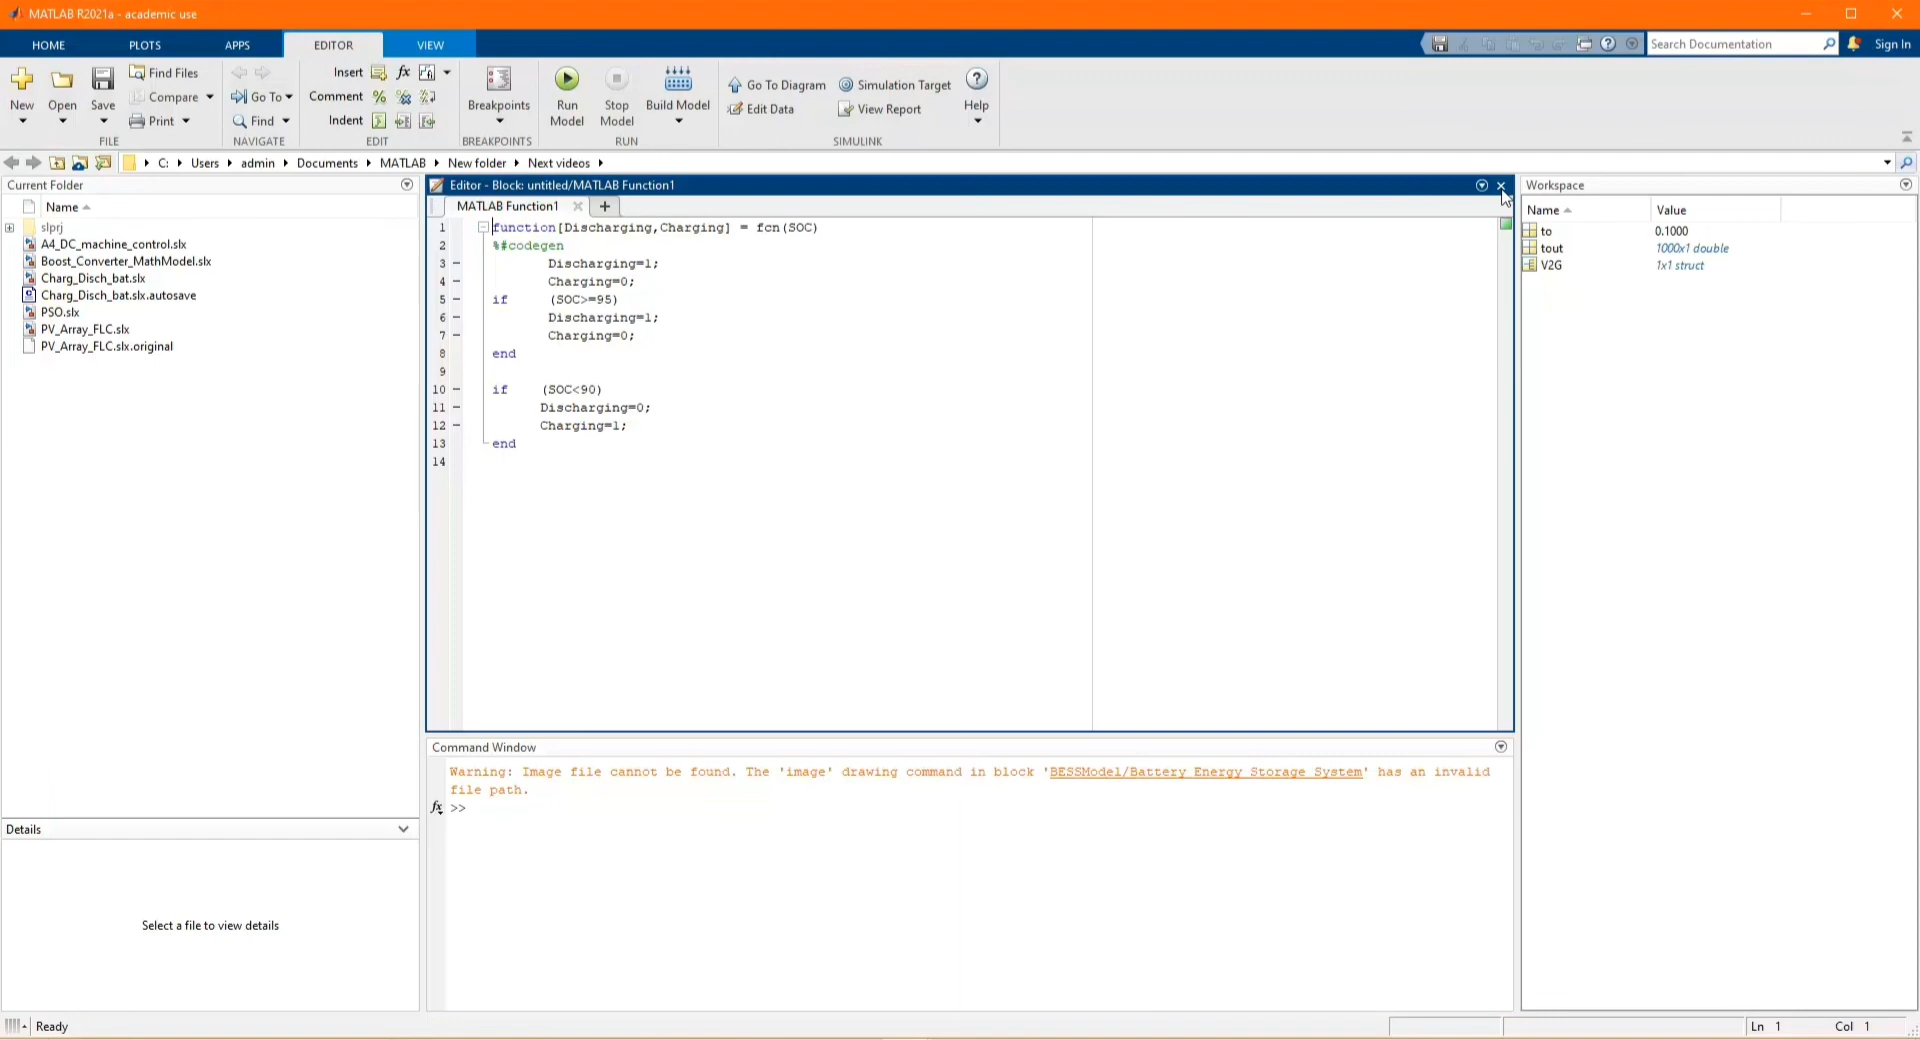 MATLAB R2021a - academic use
HOME PLOTS APPS EDITOR VIEW
Search Documentation Sign In
New Open Save Find Files Compare Print
FILE
Go To Find
NAVIGATE
Insert Comment Indent
EDIT
Breakpoints
BREAKPOINTS
Run Model Stop Model Build Model
RUN
Go To Diagram Simulation Target
Edit Data View Report
Help
SIMULINK
C: Users admin Documents MATLAB New folder Next videos
Current Folder
Name
slprj
A4_DC_machine_control.slx
Boost_Converter_MathModel.slx
Charg_Disch_bat.slx
Charg_Disch_bat.slx.autosave
PSO.slx
PV_Array_FLC.slx
PV_Array_FLC.slx.original
Details
Select a file to view details
Editor - Block: untitled/MATLAB Function1
MATLAB Function1
1 function[Discharging,Charging] = fcn(SOC)
2 %#codegen
3 Discharging=1;
4 Charging=0;
5 if (SOC>=95)
6 Discharging=1;
7 Charging=0;
8 end
9
10 if (SOC<90)
11 Discharging=0;
12 Charging=1;
13 end
14
Command Window
Warning: Image file cannot be found. The 'image' drawing command in block 'BESSModel/Battery Energy Storage System' has an invalid
file path.
fx >>
Workspace
Name Value
to 0.1000
tout 1000x1 double
V2G 1x1 struct
Ready
Ln 1 Col 1